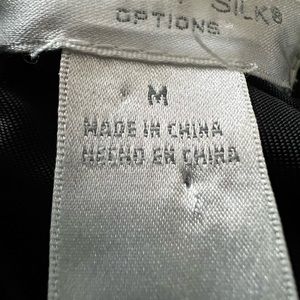 SILKS
OPTIONS
M
MADE IN CHINA
HECHO EN CHINA